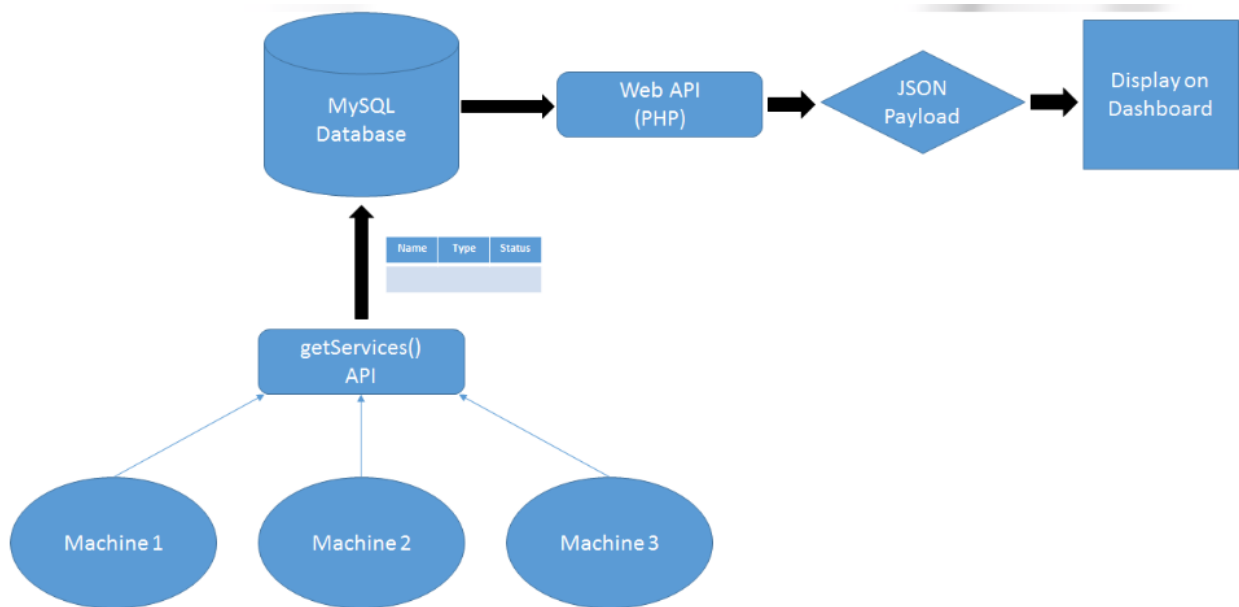 MySQL
Database
Web API
(PHP)
JSON
Payload
Display on
Dashboard
Name Type Status
getServices()
API
Machine 1
Machine 2
Machine 3